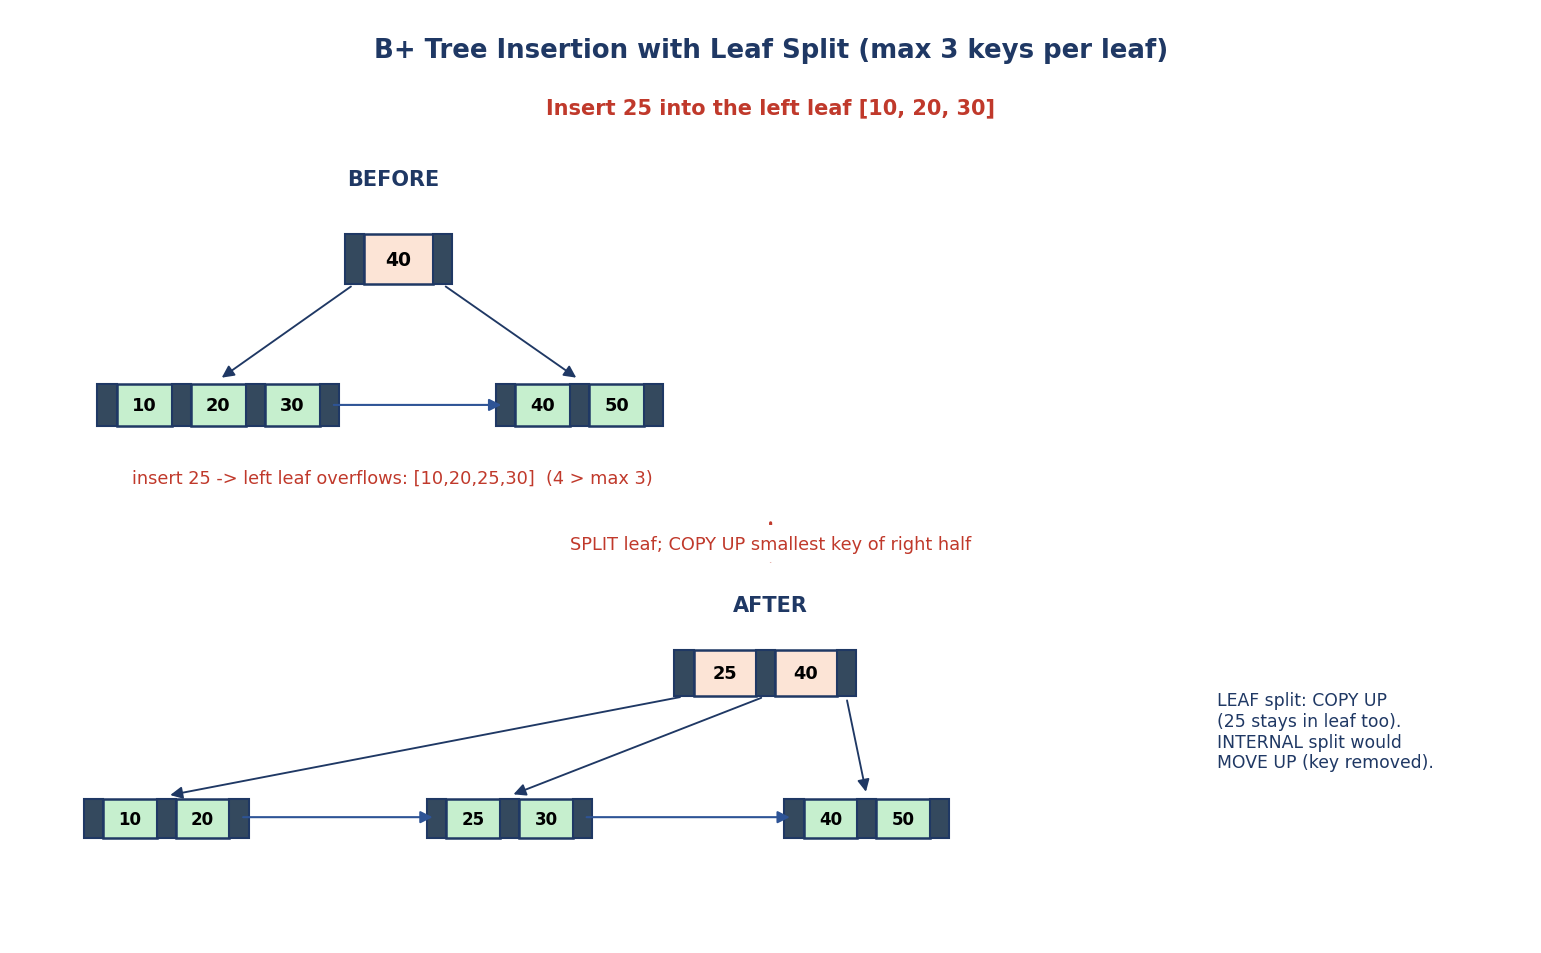 B+ Tree Insertion with Leaf Split (max 3 keys per leaf)
Insert 25 into the left leaf [10, 20, 30]
BEFORE
40
10 20 30 40 50
insert 25 -> left leaf overflows: [10,20,25,30]  (4 > max 3)
SPLIT leaf; COPY UP smallest key of right half
AFTER
25 40
LEAF split: COPY UP
(25 stays in leaf too).
INTERNAL split would
MOVE UP (key removed).
10 20 25 30 40 50